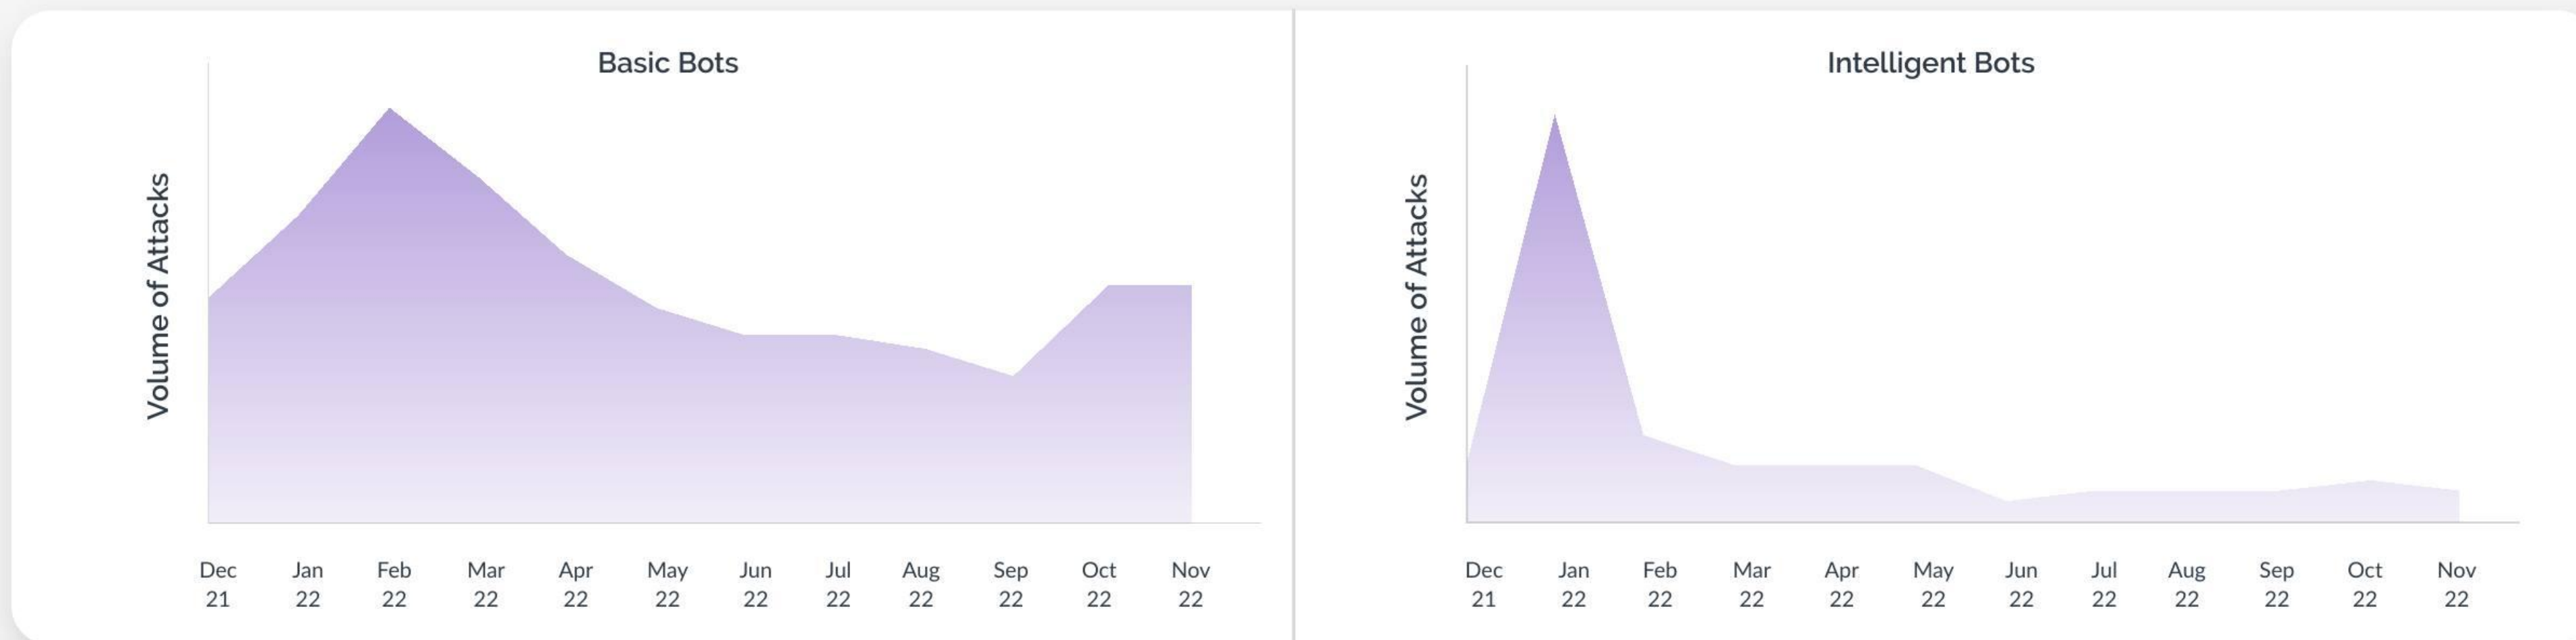 Basic Bots
Volume of Attacks
Dec Jan Feb Mar Apr May Jun Jul Aug Sep Oct Nov
21 22 22 22 22 22 22 22 22 22 22 22
Intelligent Bots
Volume of Attacks
Dec Jan Feb Mar Apr May Jun Jul Aug Sep Oct Nov
21 22 22 22 22 22 22 22 22 22 22 22